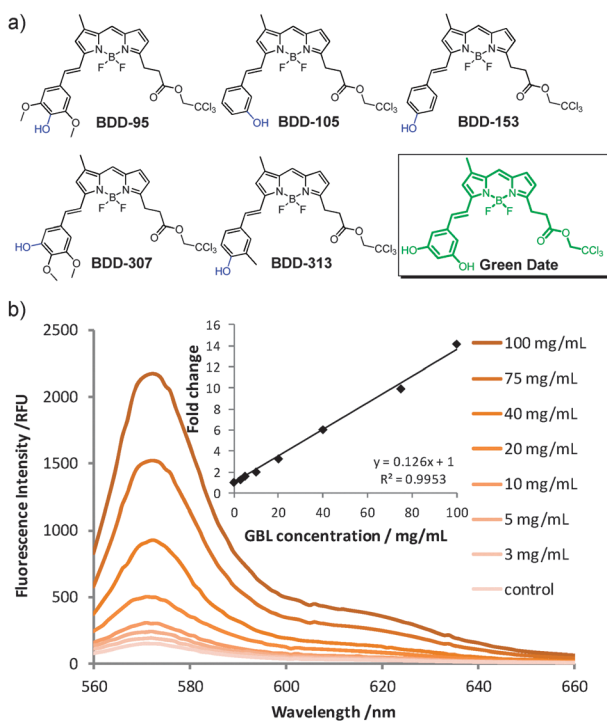 a)
N N
B
F F
O
O
CCl3
O
HO
O
BDD-95
N N
B
F F
O
O
CCl3
OH
BDD-105
N N
B
F F
O
O
CCl3
HO
BDD-153
N N
B
F F
O
O
CCl3
HO
O
O
BDD-307
N N
B
F F
O
O
CCl3
HO
BDD-313
N N
B
F F
O
O
CCl3
HO
OH
Green Date
b)
Fluorescence Intensity /RFU
2500
2000
1500
1000
500
0
560 580 600 620 640 660
Wavelength /nm
Fold change
16
14
12
10
8
6
4
2
0
0 20 40 60 80 100
GBL concentration / mg/mL
y = 0.126x + 1
R² = 0.9953
100 mg/mL
75 mg/mL
40 mg/mL
20 mg/mL
10 mg/mL
5 mg/mL
3 mg/mL
control